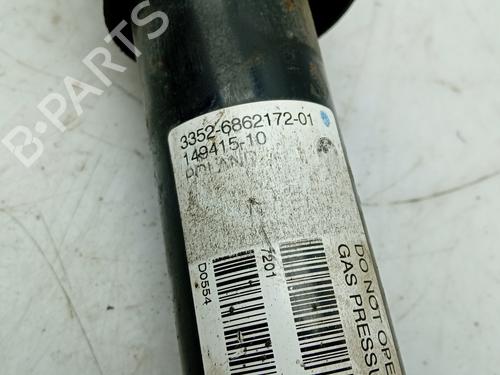 3352-6862172-01
149415-10
POLAND
7201
D0554
DO NOT OPE
GAS PRESSU
B-PARTS